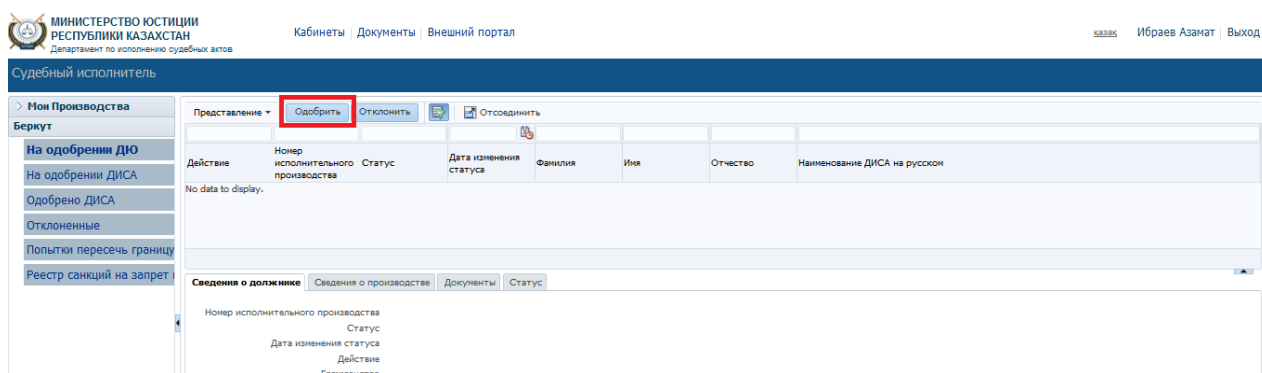 МИНИСТЕРСТВО ЮСТИЦИИ
РЕСПУБЛИКИ КАЗАХСТАН
Департамент по исполнению судебных актов
Кабинеты | Документы | Внешний портал
казақ Ибраев Азамат | Выход
Судебный исполнитель
Мои Производства
Беркут
На одобрении ДЮ
На одобрении ДИСА
Одобрено ДИСА
Отклоненные
Попытки пересечь границу
Реестр санкций на запрет
Представление Одобрить Отклонить Отсоединить
Действие Номер исполнительного производства Статус Дата изменения статуса Фамилия Имя Отчество Наименование ДИСА на русском
No data to display.
Сведения о должнике Сведения о производстве Документы Статус
Номер исполнительного производства
Статус
Дата изменения статуса
Действие